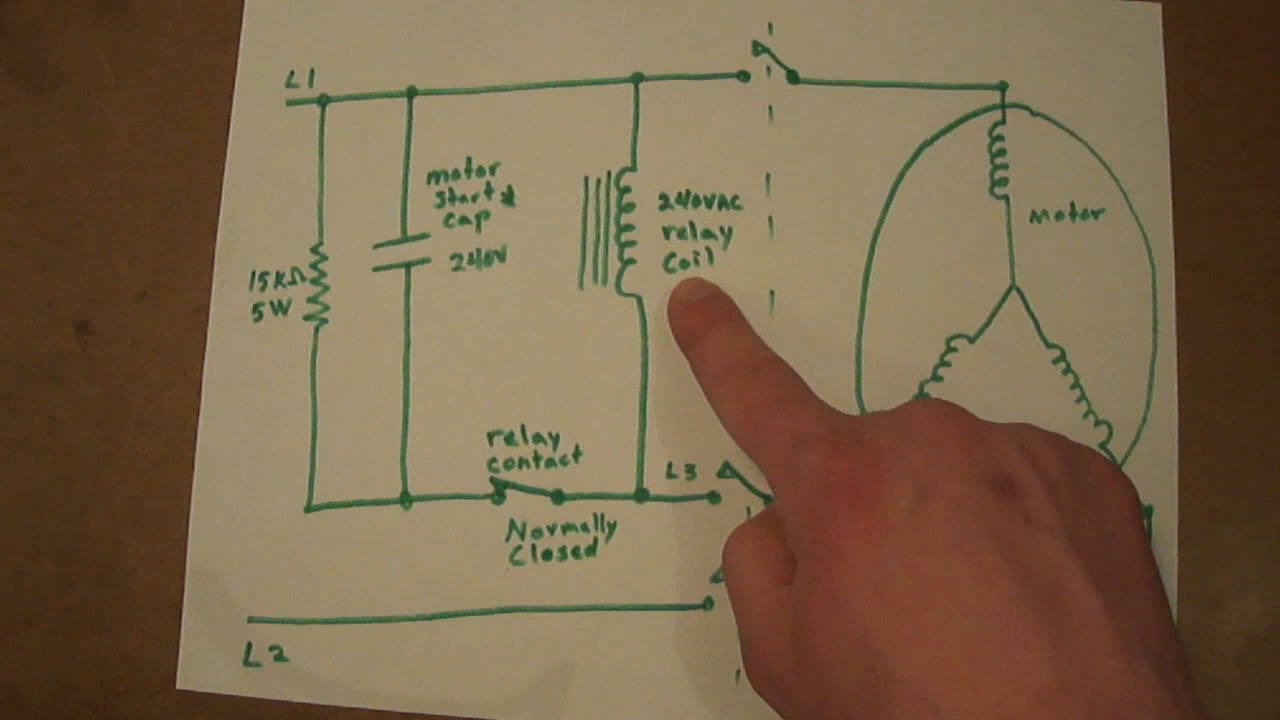 L1
motor
start
cap
240V
15KΩ
5W
240VAC
relay
coil
Motor
relay
contact
L3
Normally
Closed
L2